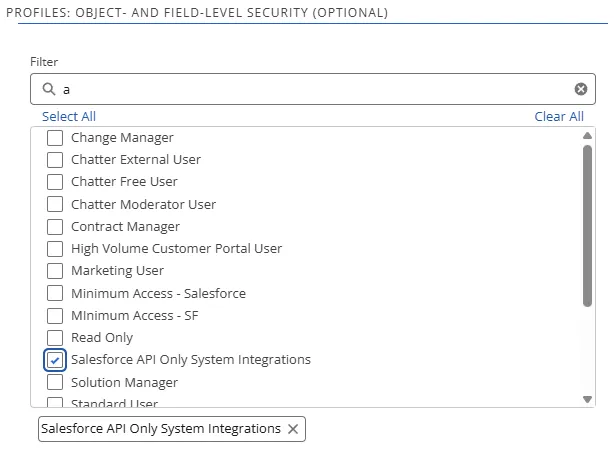 PROFILES: OBJECT- AND FIELD-LEVEL SECURITY (OPTIONAL)
Filter
a
Select All Clear All
Change Manager
Chatter External User
Chatter Free User
Chatter Moderator User
Contract Manager
High Volume Customer Portal User
Marketing User
Minimum Access - Salesforce
MInimum Access - SF
Read Only
Salesforce API Only System Integrations
Solution Manager
Standard User
Salesforce API Only System Integrations